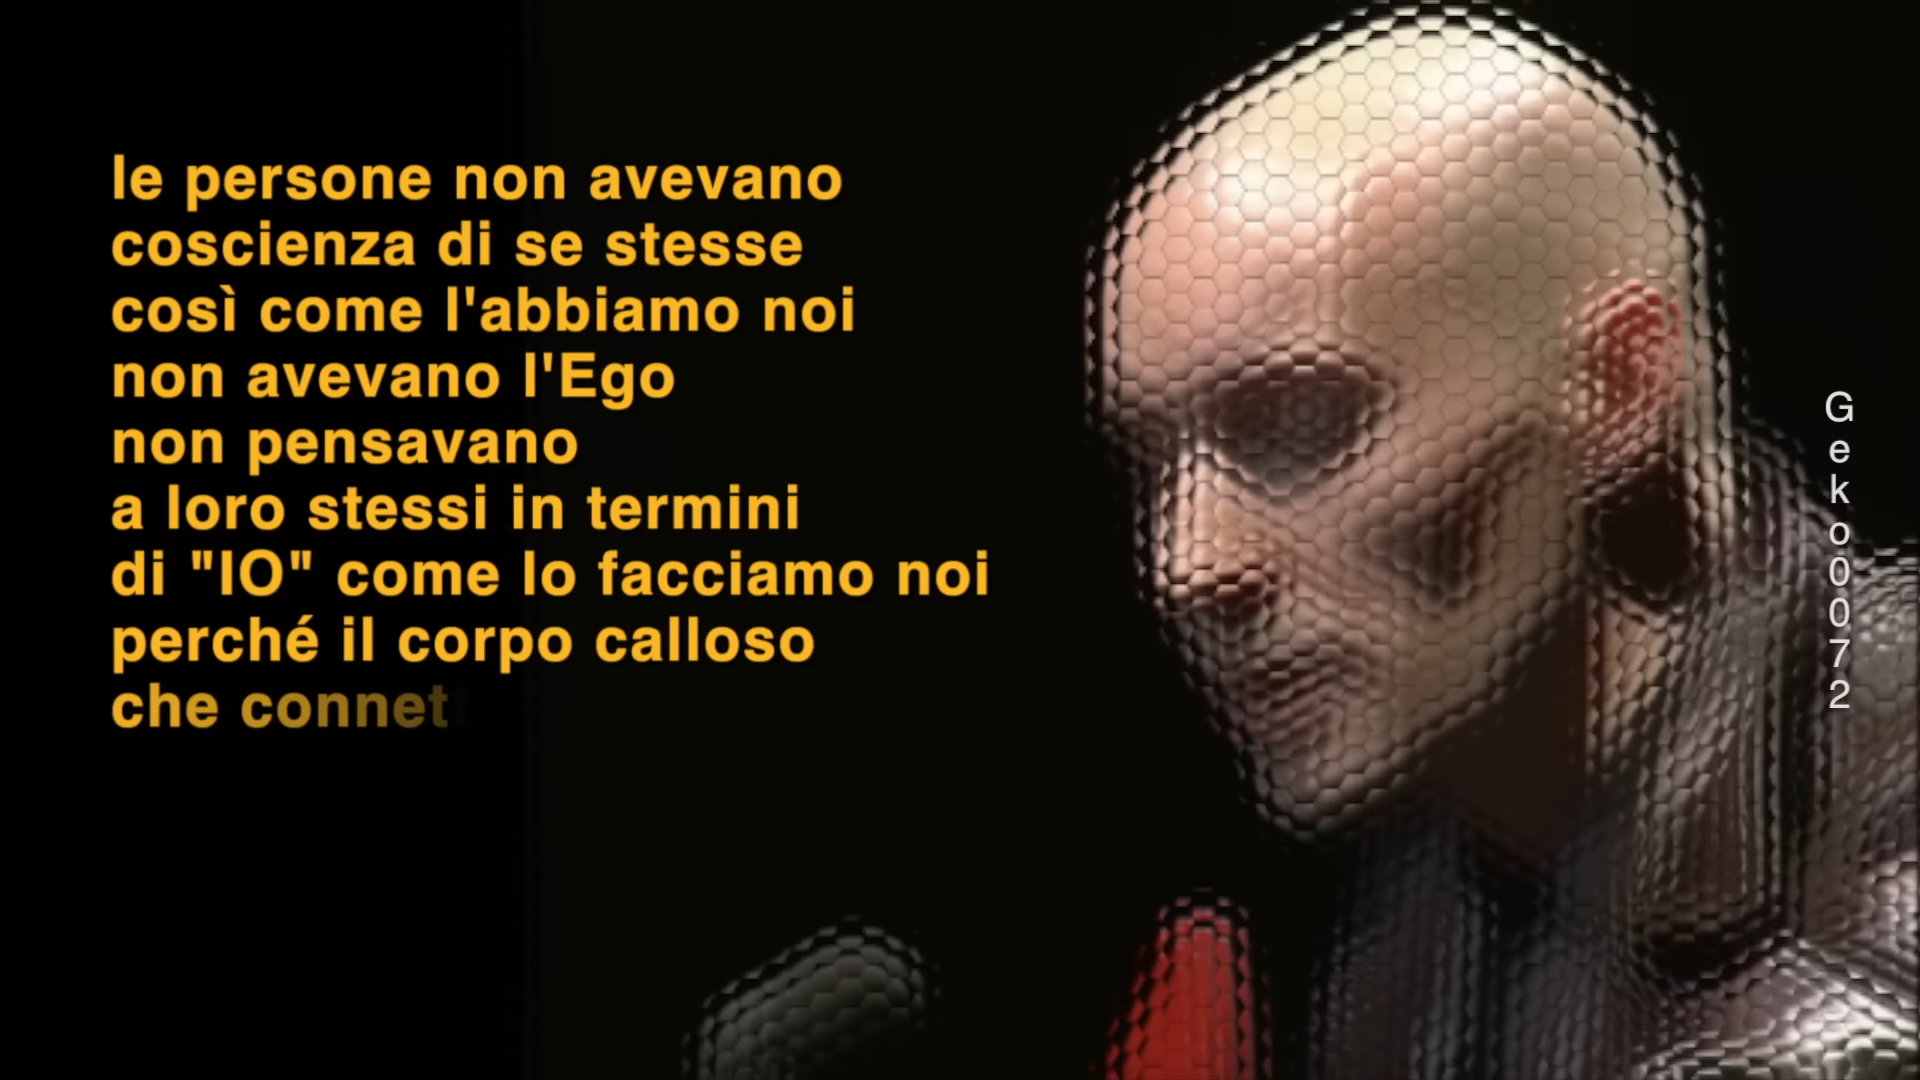 le persone non avevano
coscienza di se stesse
così come l'abbiamo noi
non avevano l'Ego
non pensavano
a loro stessi in termini
di "IO" come lo facciamo noi
perché il corpo calloso
che connet
Geko0072